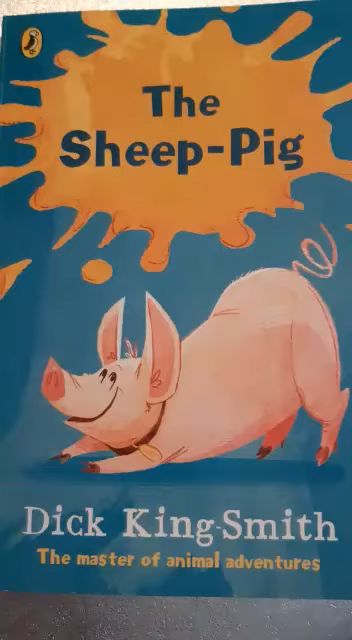 The
Sheep-Pig
Dick King-Smith
The master of animal adventures